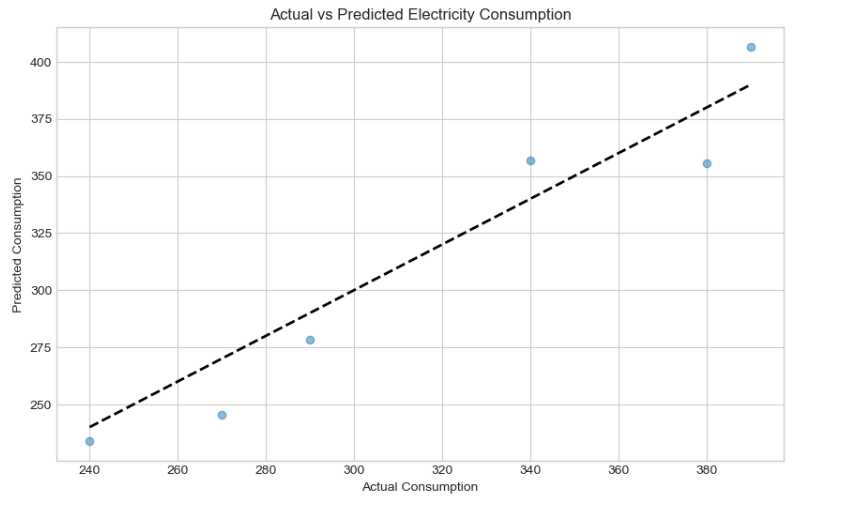 Actual vs Predicted Electricity Consumption
400
375
350
325
300
275
250
Predicted Consumption
240 260 280 300 320 340 360 380
Actual Consumption